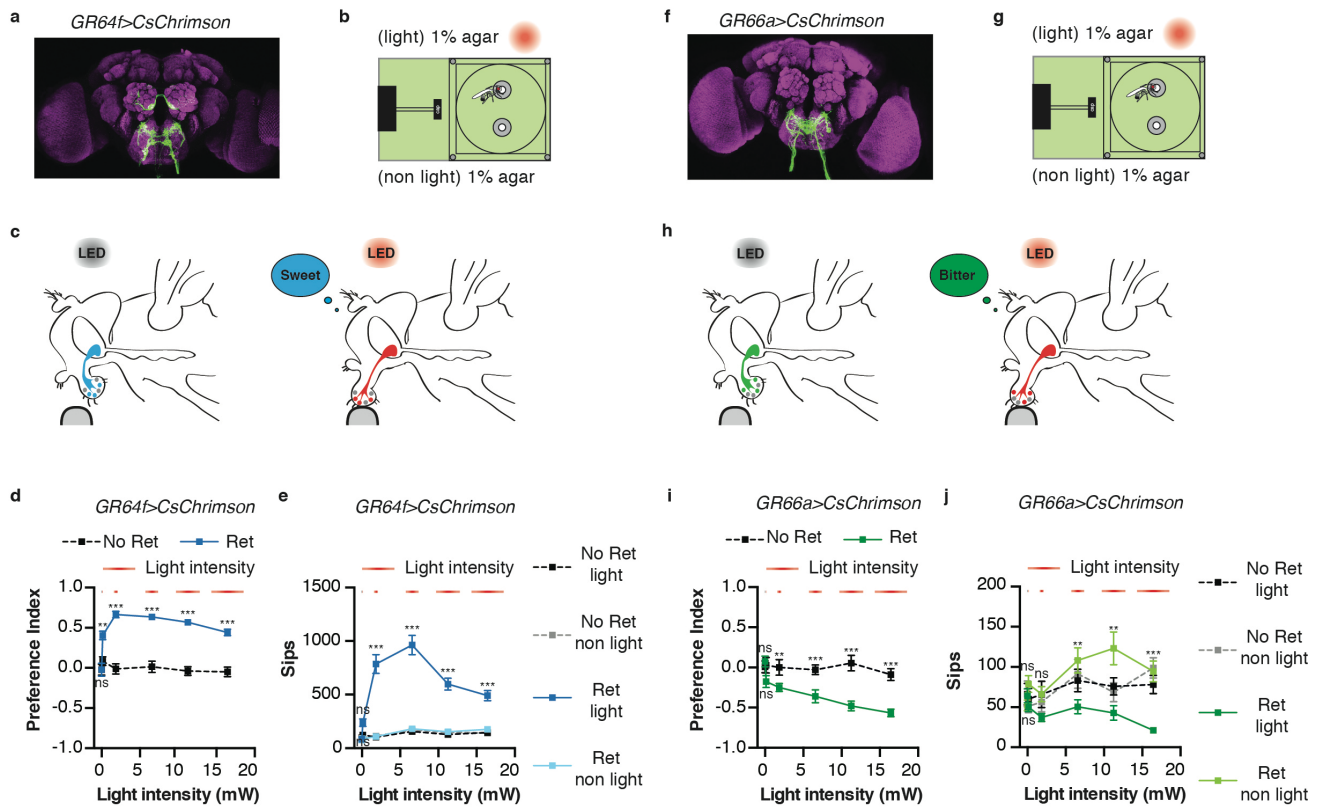 a
GR64f>CsChrimson
b
(light) 1% agar
(non light) 1% agar
f
GR66a>CsChrimson
g
(light) 1% agar
(non light) 1% agar
c
LED
LED
Sweet
h
LED
LED
Bitter
d
GR64f>CsChrimson
No Ret
Ret
Light intensity
Preference Index
1.0
0.5
0.0
-0.5
-1.0
**
***
***
***
***
ns
0
5
10
15
20
Light intensity (mW)
e
GR64f>CsChrimson
Light intensity
Sips
1500
1000
500
0
ns
***
***
***
***
ns
0
5
10
15
20
Light intensity (mW)
No Ret
light
No Ret
non light
Ret
light
Ret
non light
i
GR66a>CsChrimson
No Ret
Ret
Light intensity
Preference Index
1.0
0.5
0.0
-0.5
-1.0
ns
**
***
***
***
ns
0
5
10
15
20
Light intensity (mW)
j
GR66a>CsChrimson
Light intensity
Sips
200
150
100
50
0
ns
**
**
**
***
ns
0
5
10
15
20
Light intensity (mW)
No Ret
light
No Ret
non light
Ret
light
Ret
non light